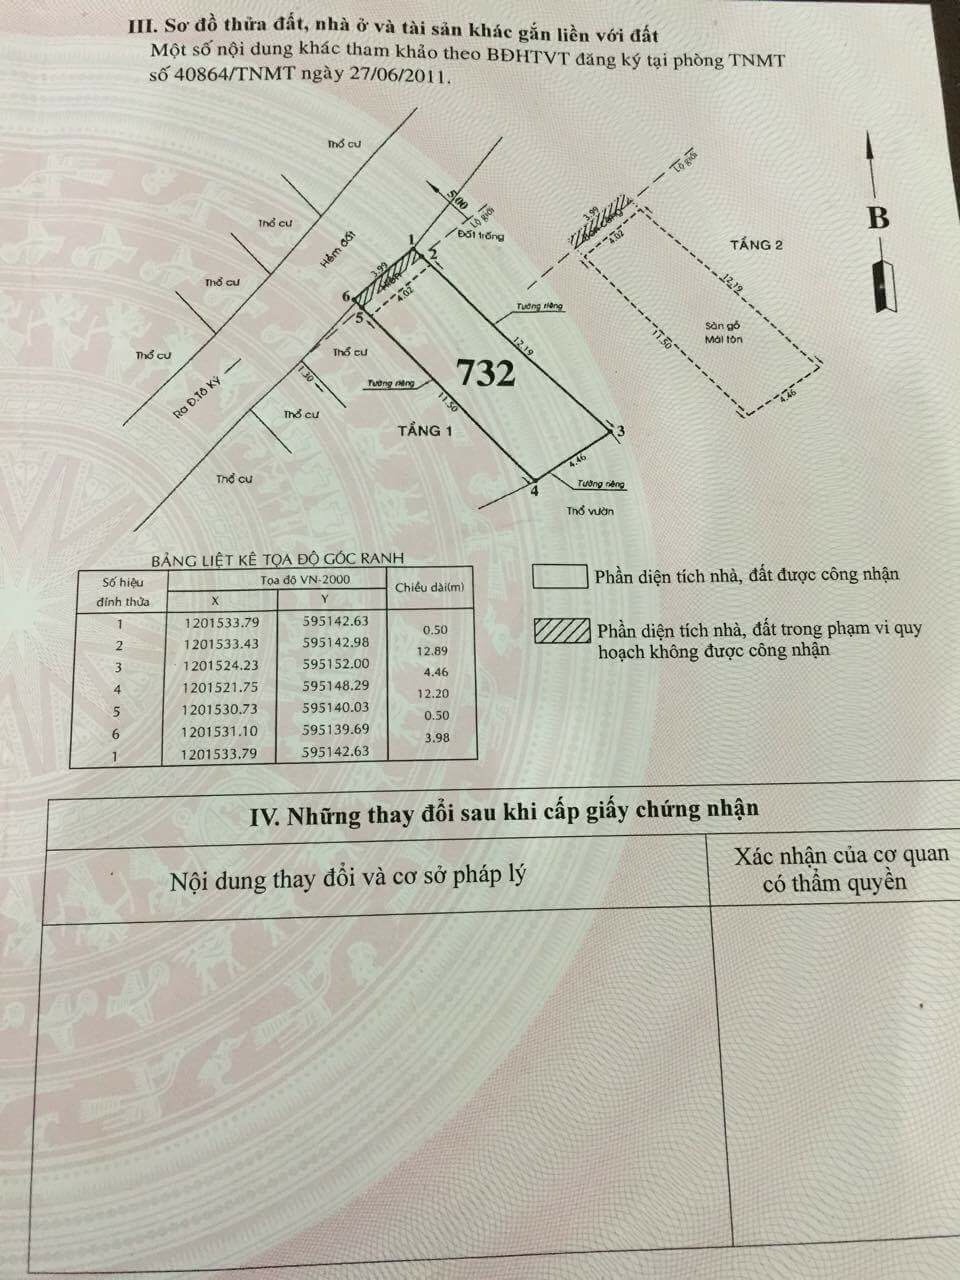 III. Sơ đồ thửa đất, nhà ở và tài sản khác gắn liền với đất
Một số nội dung khác tham khảo theo BĐHTVT đăng ký tại phòng TNMT
số 40864/TNMT ngày 27/06/2011.
Thổ cư
Thổ cư
Thổ cư
Thổ cư
Hẻm đất
Ra Đ.Tô Ký
5.00
Lộ giới
Đất trống
1
2
3.99
4.02
6
5
Thổ cư
1.30
Thổ cư
Thổ cư
Tường riêng
12.19
732
Tường riêng
11.50
TẦNG 1
3
4.46
Tường riêng
4
Thổ vườn
Lộ giới
3.99
4.02
TẦNG 2
12.19
Sàn gỗ
Mái tôn
11.50
4.46
B
BẢNG LIỆT KÊ TỌA ĐỘ GÓC RANH
Số hiệu đỉnh thửa Tọa độ VN-2000 Chiều dài(m)
X Y
1 1201533.79 595142.63
0.50
2 1201533.43 595142.98
12.89
3 1201524.23 595152.00
4.46
4 1201521.75 595148.29
12.20
5 1201530.73 595140.03
0.50
6 1201531.10 595139.69
3.98
1 1201533.79 595142.63
Phần diện tích nhà, đất được công nhận
Phần diện tích nhà, đất trong phạm vi quy
hoạch không được công nhận
IV. Những thay đổi sau khi cấp giấy chứng nhận
Nội dung thay đổi và cơ sở pháp lý
Xác nhận của cơ quan
có thẩm quyền